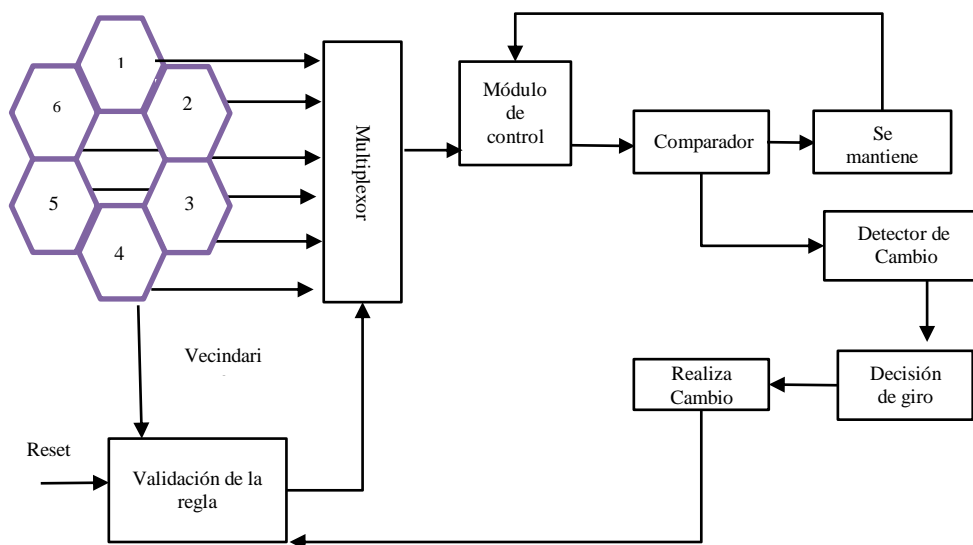 1
6
2
5
3
4
Multiplexor
Módulo
de
control
Comparador
Se
mantiene
Detector de
Cambio
Decisión
de giro
Realiza
Cambio
Vecindari
Reset
Validación de la
regla